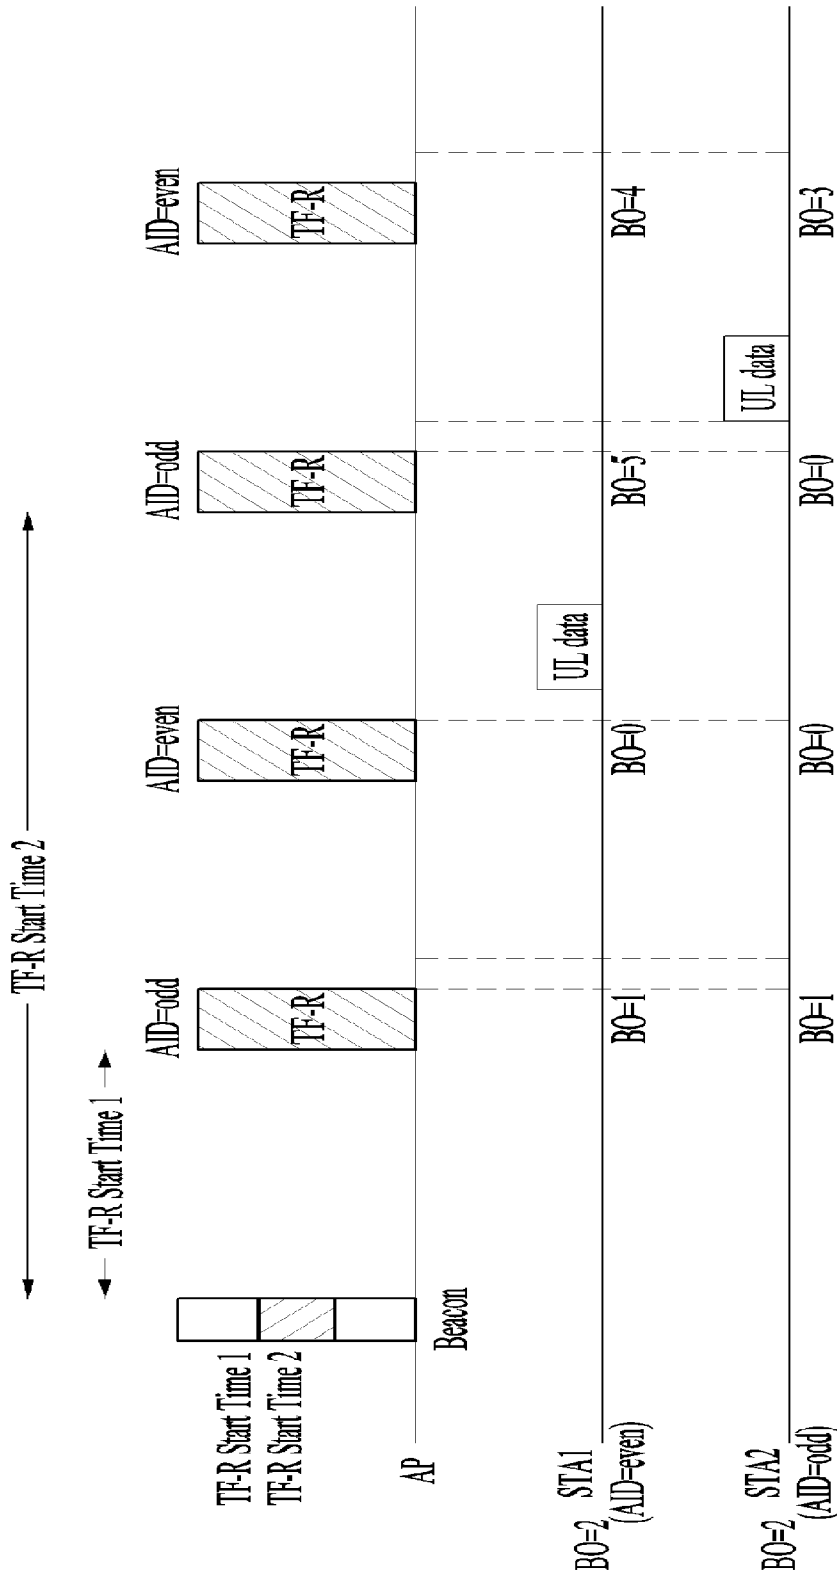 TF-R Start Time 2
TF-R Start Time 1
TF-R Start Time 1
TF-R Start Time 2
AID=odd
AID=even
AID=odd
AID=even
TF-R
TF-R
TF-R
TF-R
Beacon
AP
UL data
STA1
BO=2
(AID=even)
BO=1
BO=0
BO=5
BO=4
UL data
STA2
BO=2
(AID=odd)
BO=1
BO=0
BO=0
BO=3